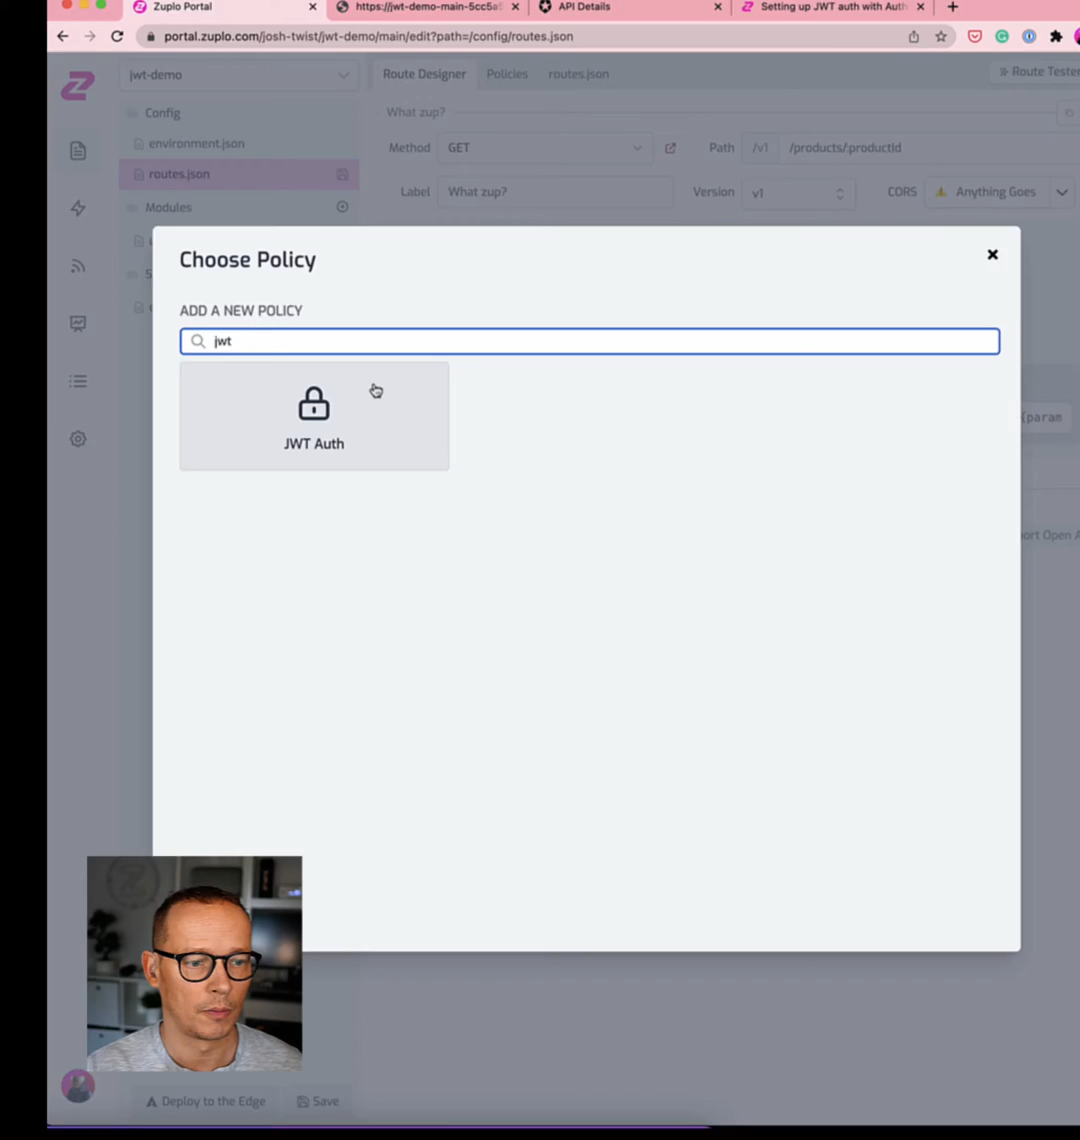 Zuplo Portal
https://jwt-demo-main-5cc5a
API Details
Setting up JWT auth with Auth
portal.zuplo.com/josh-twist/jwt-demo/main/edit?path=/config/routes.json
jwt-demo
Route Designer
Policies
routes.json
Route Tester
Config
What zup?
environment.json
Method
GET
Path
/v1
/products/:productId
routes.json
Label
What zup?
Version
v1
CORS
Anything Goes
Modules
Choose Policy
ADD A NEW POLICY
jwt
JWT Auth
{param
ort Open A
Deploy to the Edge
Save